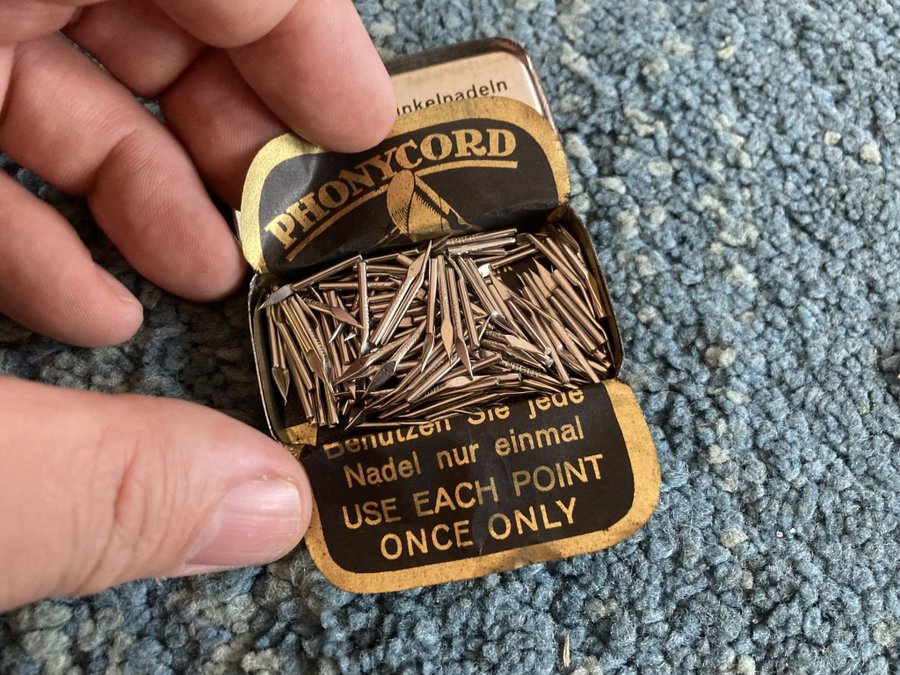 PHONYCORD
Benutzen Sie jede
Nadel nur einmal
USE EACH POINT
ONCE ONLY